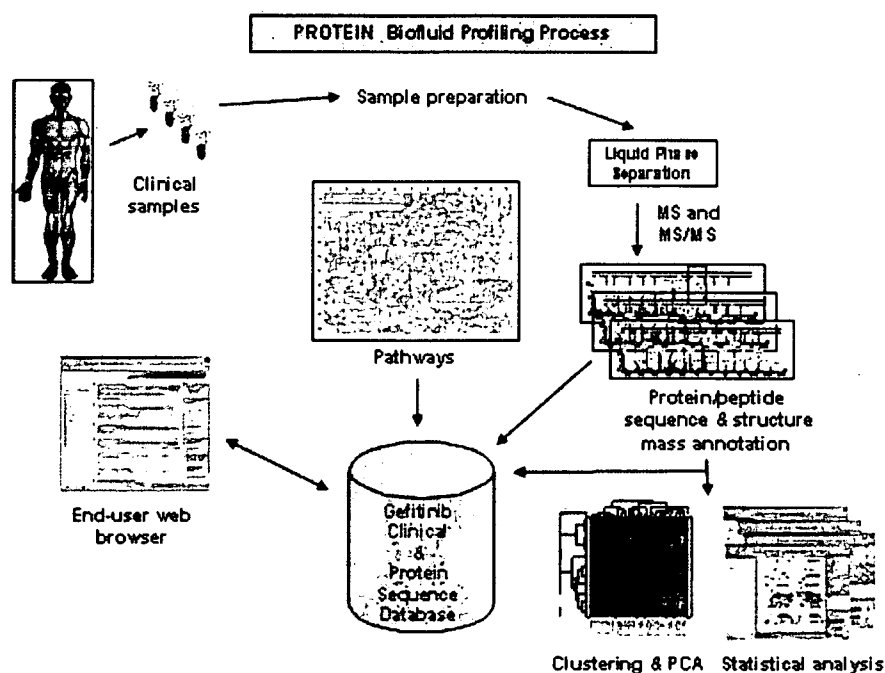 PROTEIN Biofluid Profiling Process
Sample preparation
Clinical
samples
Liquid Phase
Separation
MS and
MS/MS
Pathways
Protein/peptide
sequence & structure
mass annotation
End-user web
browser
Gefitinib
Clinical
&
Protein
Sequence
Database
Clustering & PCA
Statistical analysis